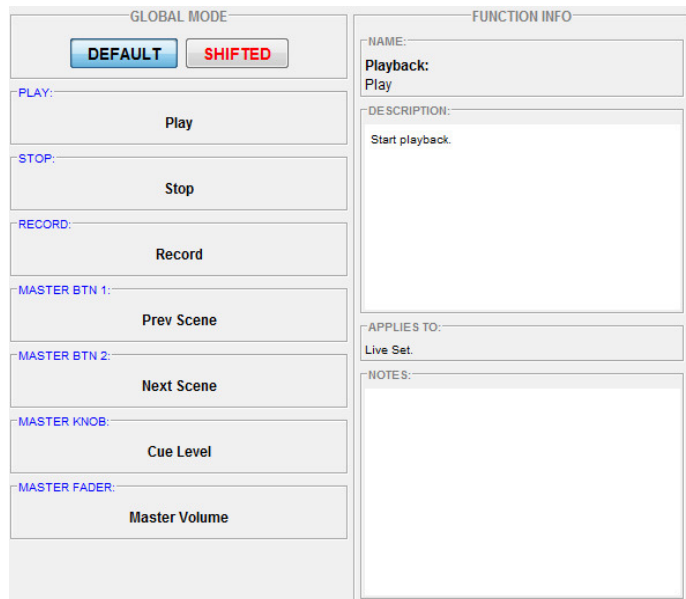 GLOBAL MODE
DEFAULT SHIFTED
PLAY:
Play
STOP:
Stop
RECORD:
Record
MASTER BTN 1:
Prev Scene
MASTER BTN 2:
Next Scene
MASTER KNOB:
Cue Level
MASTER FADER:
Master Volume
FUNCTION INFO
NAME:
Playback:
Play
DESCRIPTION:
Start playback.
APPLIES TO:
Live Set.
NOTES: